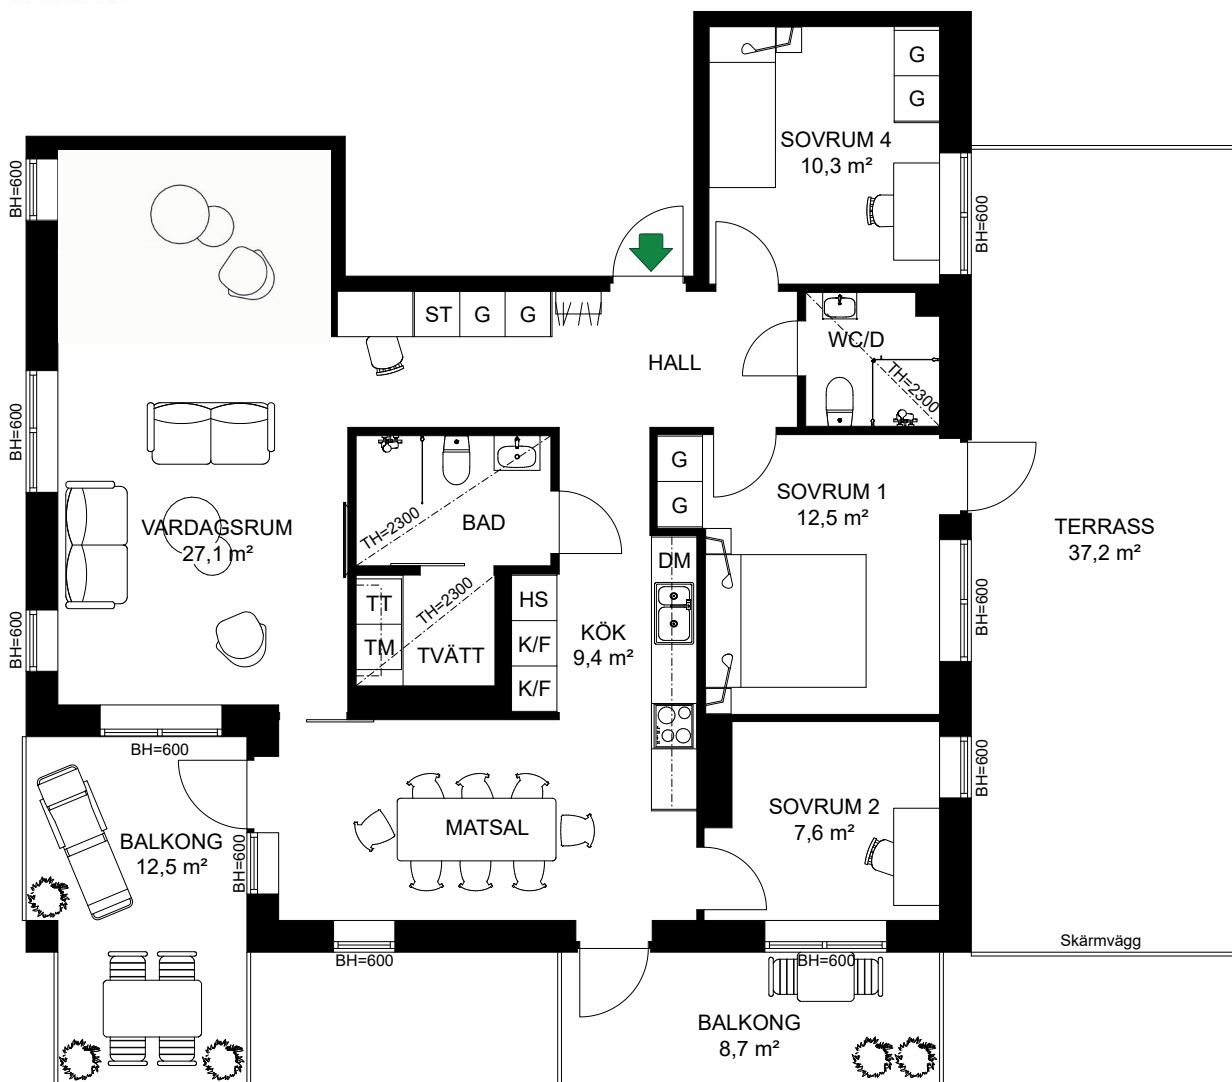 G
G
SOVRUM 4
10,3 m²
BH=600
BH=600
ST
G
G
WC/D
HALL
TH=2300
BH=600
G
G
SOVRUM 1
12,5 m²
TH=2300
BAD
VARDAGSRUM
27,1 m²
TERRASS
37,2 m²
DM
TT
TM
TH=2300
TVÄTT
HS
K/F
K/F
KÖK
9,4 m²
BH=600
BH=600
BH=600
BH=600
SOVRUM 2
7,6 m²
MATSAL
BALKONG
12,5 m²
BH=600
Skärmvägg
BH=600
BH=600
BALKONG
8,7 m²